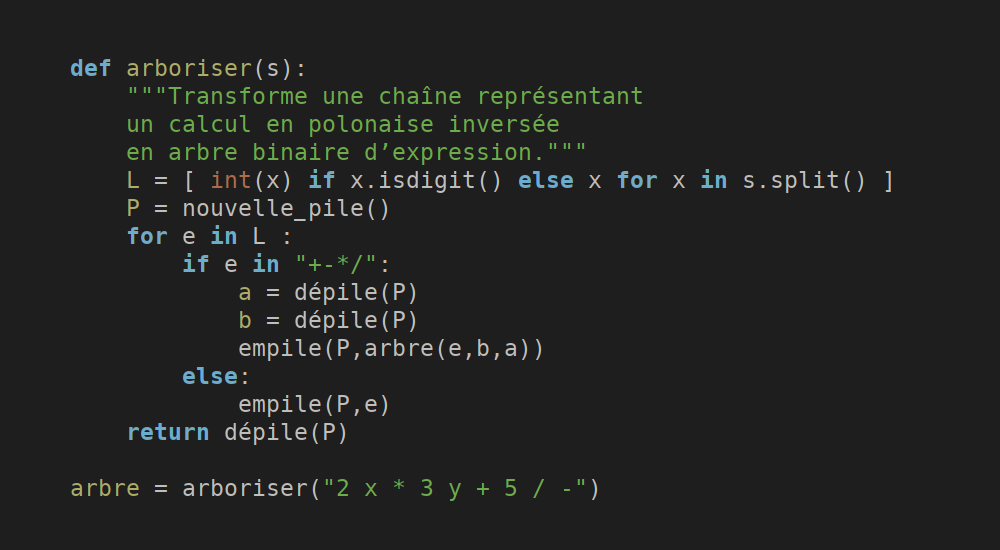 def arboriser(s):
    """Transforme une chaîne représentant
    un calcul en polonaise inversée
    en arbre binaire d’expression."""
    L = [ int(x) if x.isdigit() else x for x in s.split() ]
    P = nouvelle_pile()
    for e in L :
        if e in "+-*/":
            a = dépile(P)
            b = dépile(P)
            empile(P,arbre(e,b,a))
        else:
            empile(P,e)
    return dépile(P)

arbre = arboriser("2 x * 3 y + 5 / -")